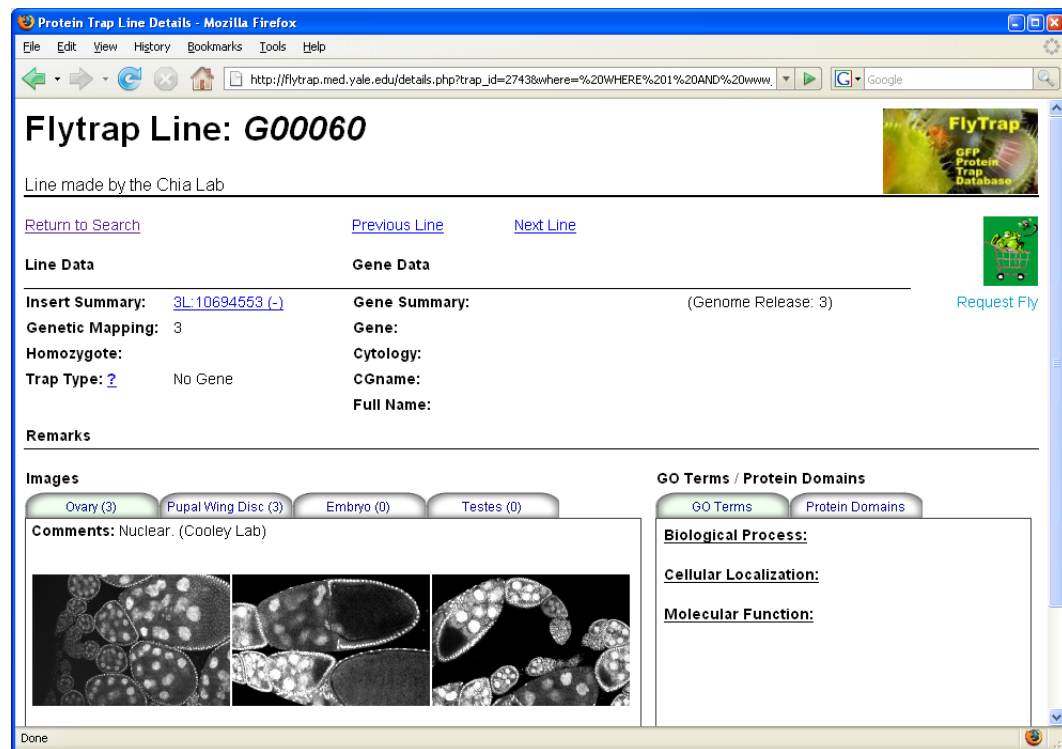 Protein Trap Line Details - Mozilla Firefox
File Edit View History Bookmarks Tools Help
http://flytrap.med.yale.edu/details.php?trap_id=2743&where=%20WHERE%201%20AND%20www. G Google
Flytrap Line: G00060
FlyTrap
GFP
Protein
Trap
Database
Line made by the Chia Lab
Return to Search Previous Line Next Line
Line Data Gene Data
Insert Summary: 3L:10694553 (-) Gene Summary: (Genome Release: 3) Request Fly
Genetic Mapping: 3 Gene:
Homozygote: Cytology:
Trap Type: ? No Gene CGname:
Full Name:
Remarks
Images GO Terms / Protein Domains
Ovary (3) Pupal Wing Disc (3) Embryo (0) Testes (0) GO Terms Protein Domains
Comments: Nuclear. (Cooley Lab) Biological Process:
Cellular Localization:
Molecular Function:
Done